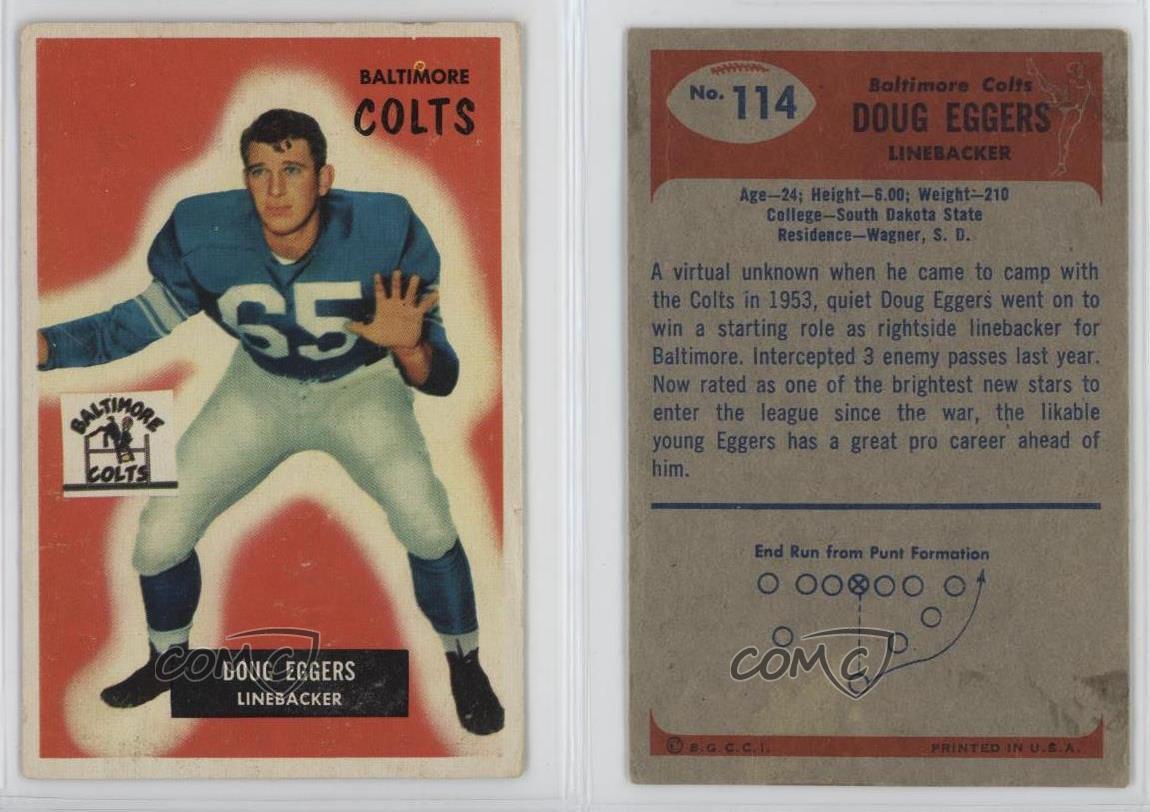 BALTIMORE
COLTS
65
BALTIMORE
COLTS
COMC
DOUG EGGERS
LINEBACKER
No. 114
Baltimore Colts
DOUG EGGERS
LINEBACKER
Age—24; Height—6.00; Weight—210
College—South Dakota State
Residence—Wagner, S. D.
A virtual unknown when he came to camp with
the Colts in 1953, quiet Doug Eggers went on to
win a starting role as rightside linebacker for
Baltimore. Intercepted 3 enemy passes last year.
Now rated as one of the brightest new stars to
enter the league since the war, the likable
young Eggers has a great pro career ahead of
him.
End Run from Punt Formation
COMC
© B.G.C.C.I.
PRINTED IN U.S.A.